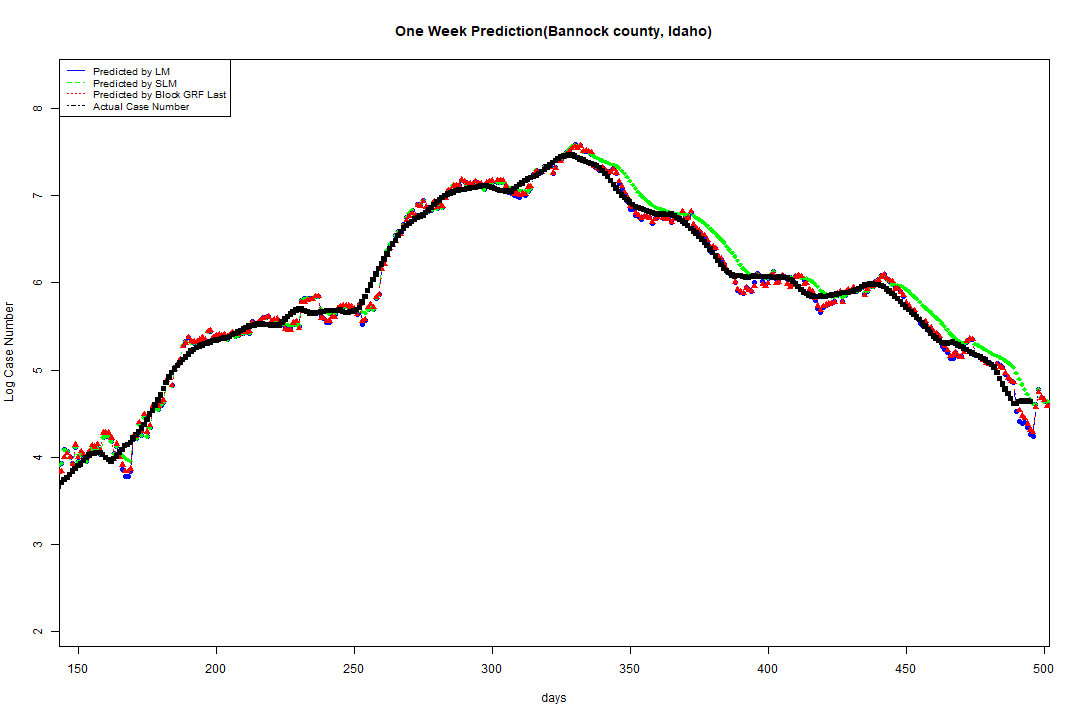 One Week Prediction(Bannock county, Idaho)
Predicted by LM
Predicted by SLM
Predicted by Block GRF Last
Actual Case Number
8
7
6
5
4
3
2
Log Case Number
150 200 250 300 350 400 450 500
days